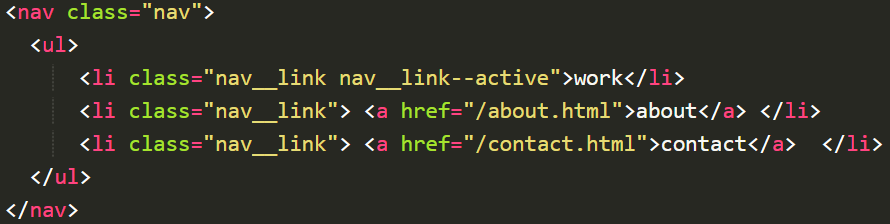 <nav class="nav">
  <ul>
      <li class="nav__link nav__link--active">work</li>
      <li class="nav__link"> <a href="/about.html">about</a> </li>
      <li class="nav__link"> <a href="/contact.html">contact</a>  </li>
  </ul>
</nav>